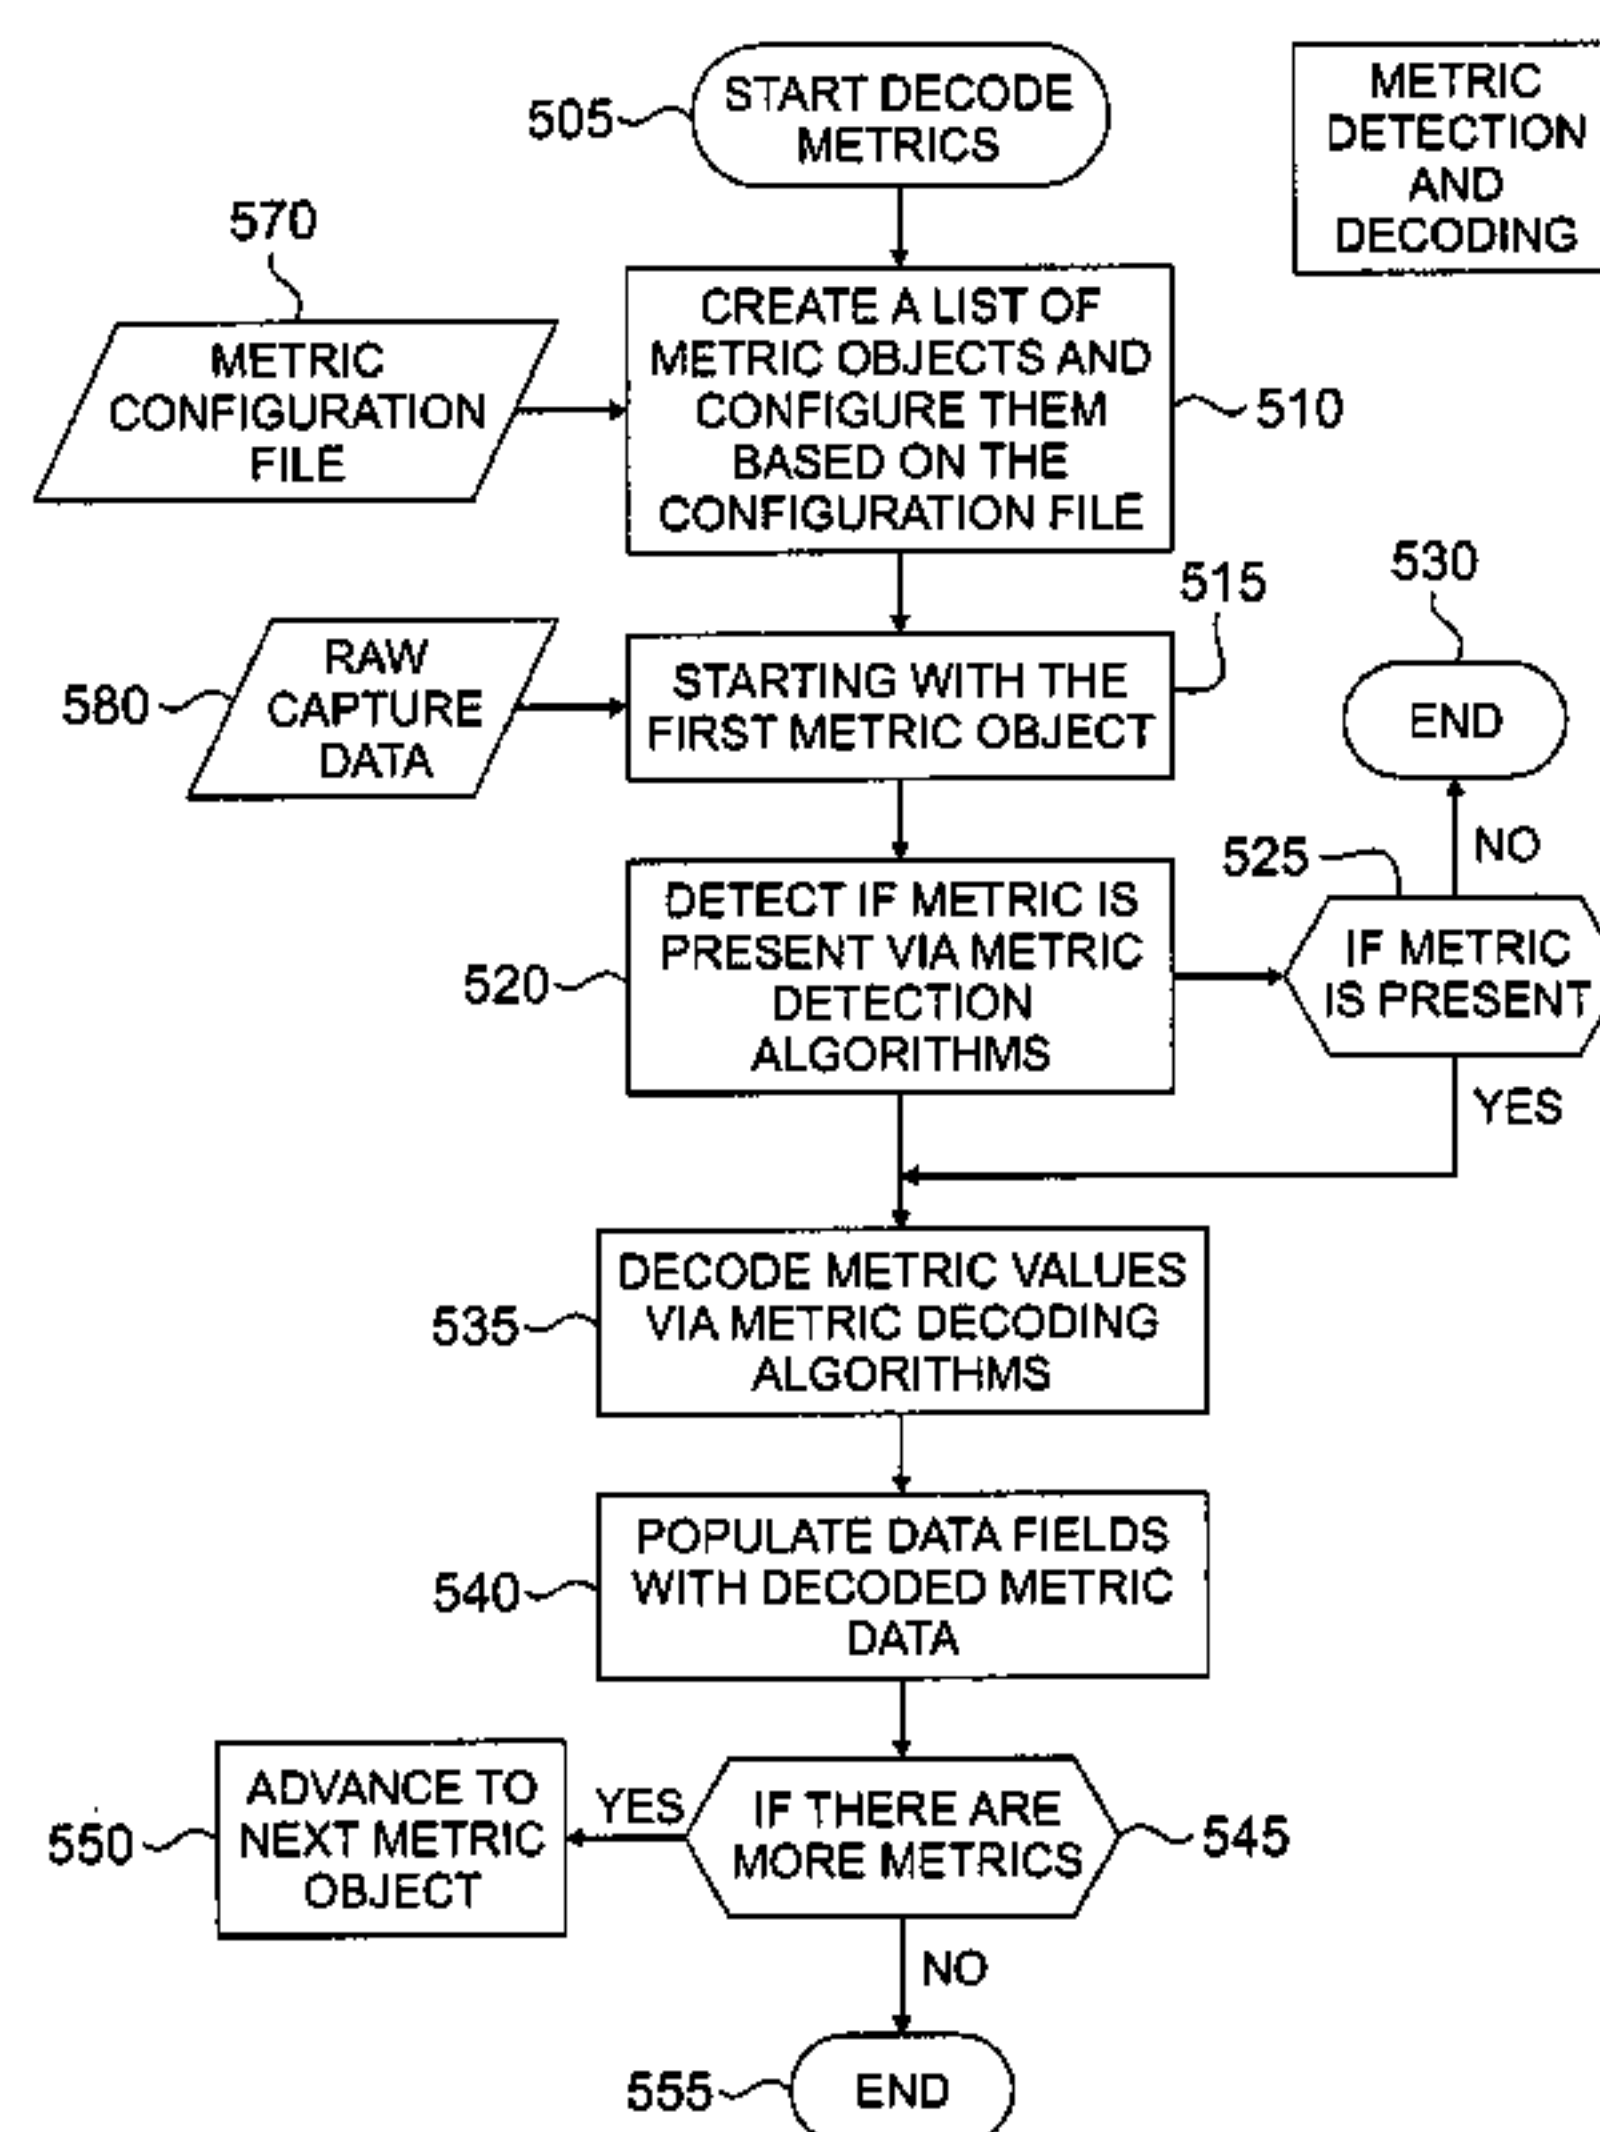 START DECODE
METRICS
505
METRIC
DETECTION
AND
DECODING
570
METRIC
CONFIGURATION
FILE
CREATE A LIST OF
METRIC OBJECTS AND
CONFIGURE THEM
BASED ON THE
CONFIGURATION FILE
510
580
RAW
CAPTURE
DATA
STARTING WITH THE
FIRST METRIC OBJECT
515
530
END
NO
520
DETECT IF METRIC IS
PRESENT VIA METRIC
DETECTION
ALGORITHMS
525
IF METRIC
IS PRESENT
YES
535
DECODE METRIC VALUES
VIA METRIC DECODING
ALGORITHMS
540
POPULATE DATA FIELDS
WITH DECODED METRIC
DATA
550
ADVANCE TO
NEXT METRIC
OBJECT
YES
IF THERE ARE
MORE METRICS
545
NO
555
END